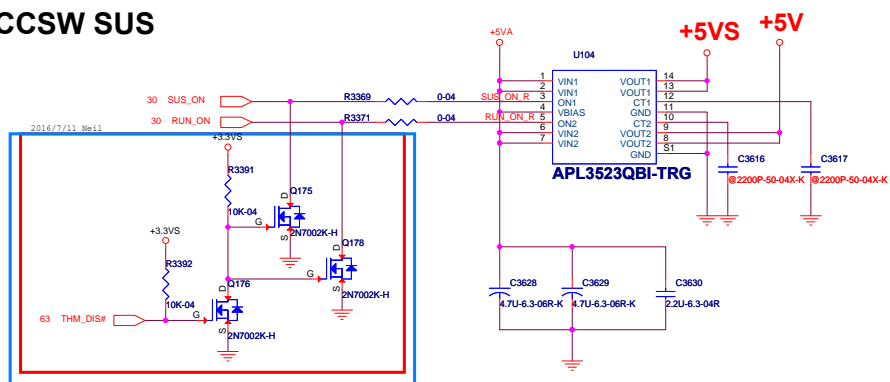 CCSW SUS
+5VA
+5VS
+5V
U104
1 VIN1 VOUT1 14
2 VIN1 VOUT1 13
30 SUS_ON R3369 0-04 SUS_ON_R 3 ON1 CT1 12
4 VBIAS GND 11
30 RUN_ON R3371 0-04 RUN_ON_R 5 ON2 CT2 10
6 VIN2 VOUT2 9
7 VIN2 VOUT2 8
GND S1
APL3523QBI-TRG
C3616
@2200P-50-04X-K
C3617
@2200P-50-04X-K
2016/7/11 Neil
+3.3VS
R3391
10K-04
Q175
D
G
S
2N7002K-H
Q178
D
G
S
2N7002K-H
+3.3VS
R3392
10K-04
Q176
D
G
S
2N7002K-H
63 THM_DIS#
C3628
4.7U-6.3-06R-K
C3629
4.7U-6.3-06R-K
C3630
2.2U-6.3-04R